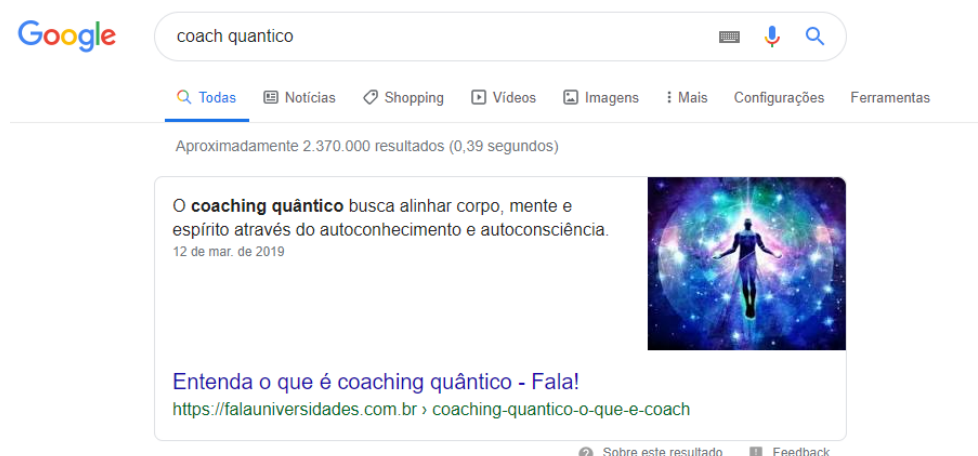 Google
coach quantico
Todas Notícias Shopping Vídeos Imagens Mais Configurações Ferramentas
Aproximadamente 2.370.000 resultados (0,39 segundos)
O coaching quântico busca alinhar corpo, mente e
espírito através do autoconhecimento e autoconsciência.
12 de mar. de 2019
Entenda o que é coaching quântico - Fala!
https://falauniversidades.com.br › coaching-quantico-o-que-e-coach
Sobre este resultado Feedback